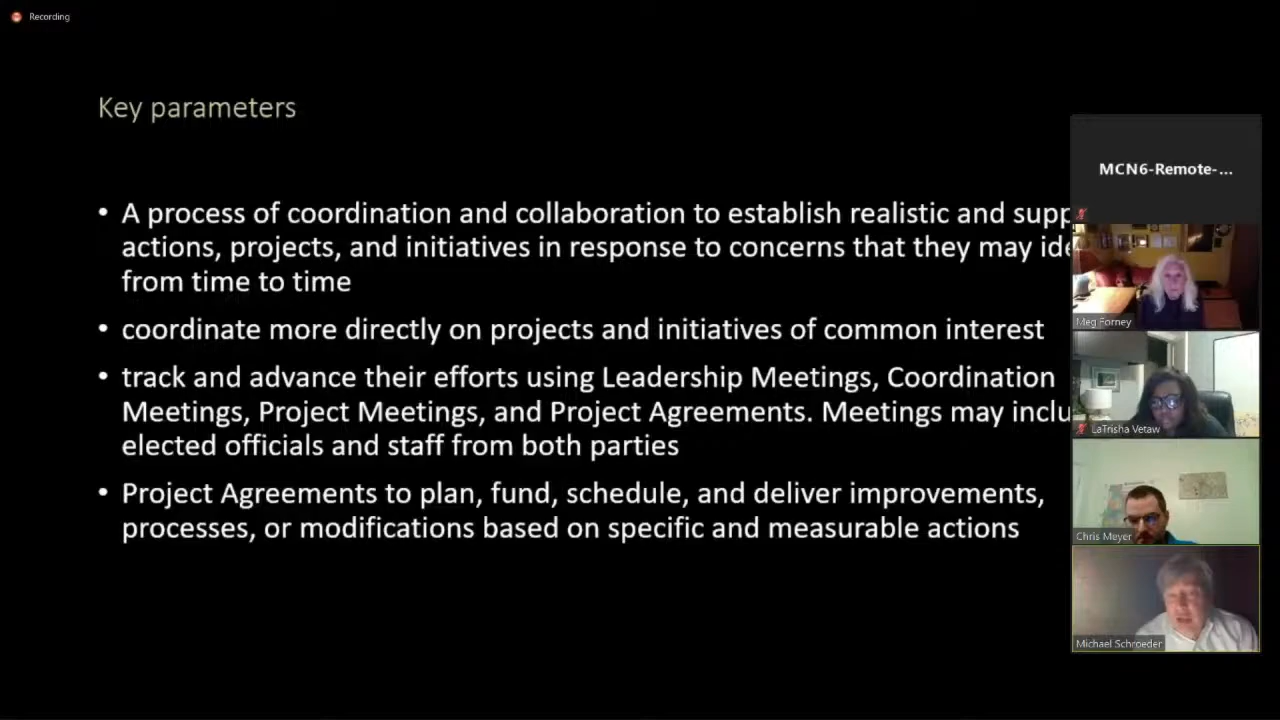 Recording
Key parameters
• A process of coordination and collaboration to establish realistic and
actions, projects, and initiatives in response to concerns that they may
from time to time
• coordinate more directly on projects and initiatives of common interest
• track and advance their efforts using Leadership Meetings, Coordination
Meetings, Project Meetings, and Project Agreements. Meetings may
elected officials and staff from both parties
• Project Agreements to plan, fund, schedule, and deliver improvements,
processes, or modifications based on specific and measurable actions
MCN6-Remote-...
Meg Forney
LaTrisha Vetaw
Chris Meyer
Michael Schroeder